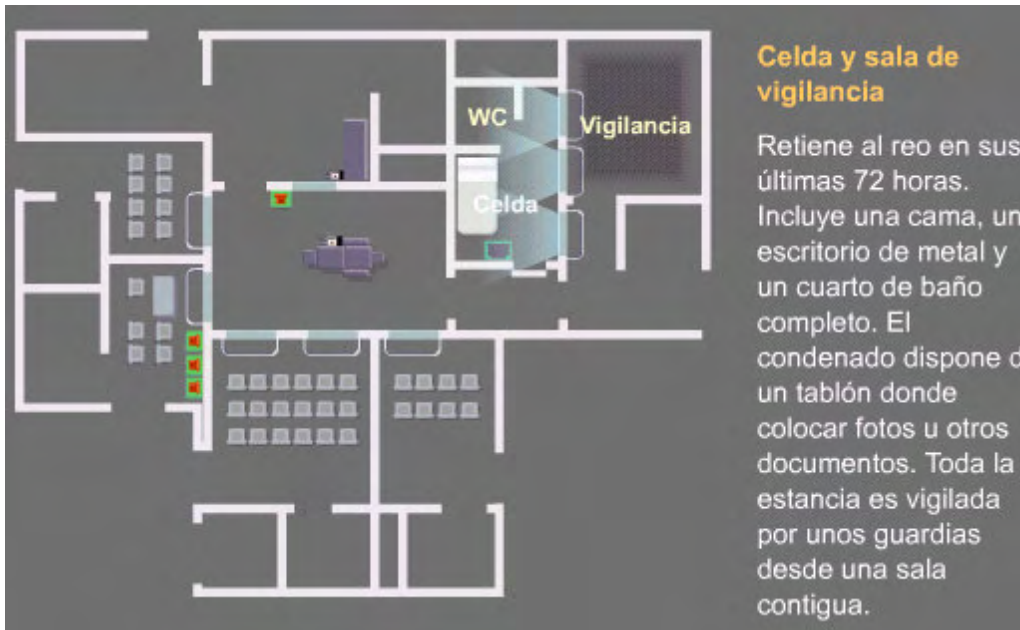 Celda y sala de
vigilancia
WC
Vigilancia
Celda
Retiene al reo en sus
últimas 72 horas.
Incluye una cama, un
escritorio de metal y
un cuarto de baño
completo. El
condenado dispone d
un tablón donde
colocar fotos u otros
documentos. Toda la
estancia es vigilada
por unos guardias
desde una sala
contigua.